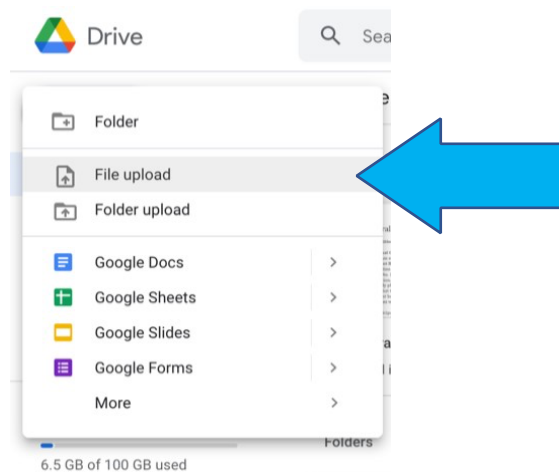 Drive
Sea
Folder
File upload
Folder upload
Google Docs
Google Sheets
Google Slides
Google Forms
More
Folders
6.5 GB of 100 GB used